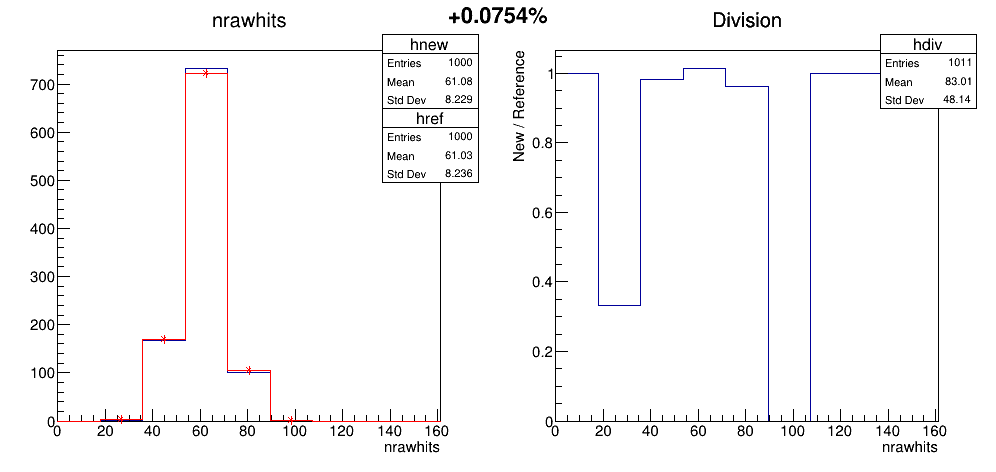 +0.0754%
nrawhits
hnew
Entries 1000
Mean 61.08
Std Dev 8.229
href
Entries 1000
Mean 61.03
Std Dev 8.236
700
600
500
400
300
200
100
0
0 20 40 60 80 100 120 140 160
nrawhits
Division
hdiv
Entries 1011
Mean 83.01
Std Dev 48.14
New / Reference
1
0.8
0.6
0.4
0.2
0
0 20 40 60 80 100 120 140 160
nrawhits